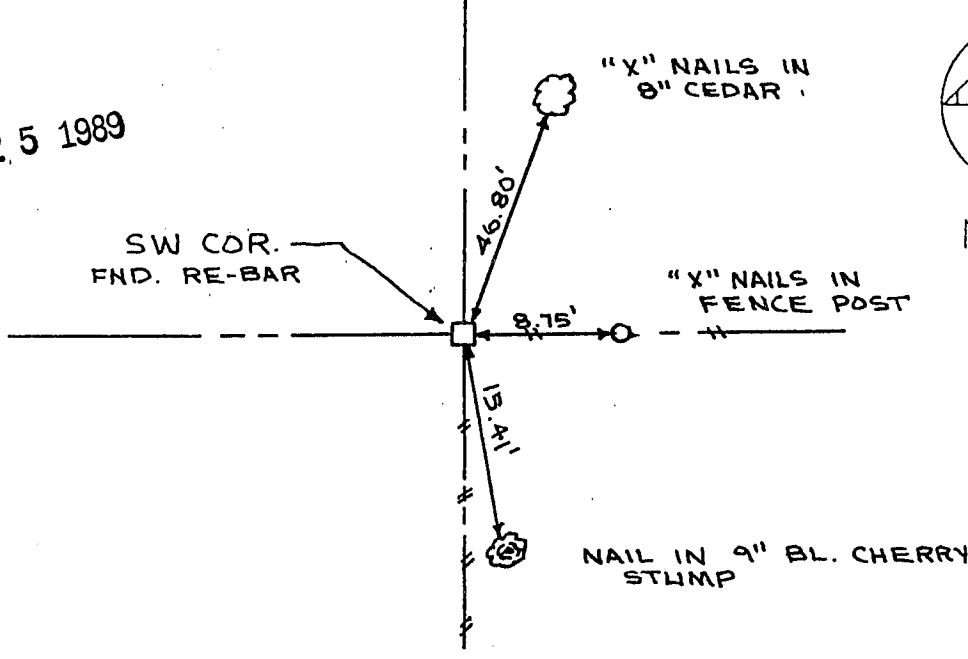 "X" NAILS IN
8" CEDAR
5 1989
46.80'
SW COR.
FND. RE-BAR
"X" NAILS IN
FENCE POST
8.75'
15.41'
NAIL IN 9" BL. CHERRY
STUMP